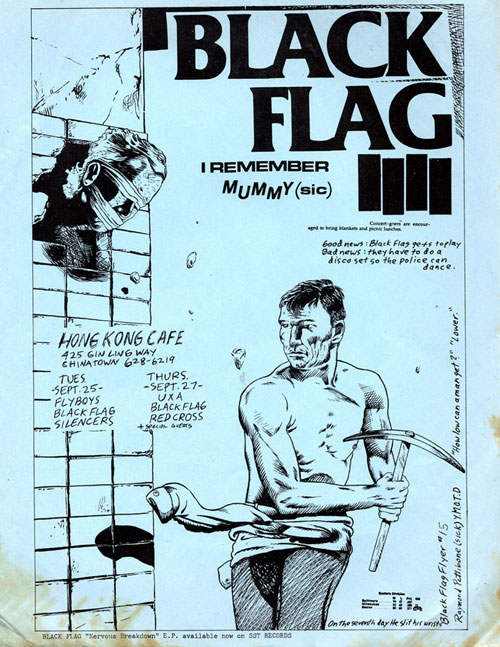 BLACK
FLAG
I REMEMBER
MUMMY (sic)
Concert-goers are encour-
aged to bring blankets and picnic lunches.
Good news: Black Flag gets to play
Bad news: they have to do a
disco set so the police can
dance.
HONG KONG CAFE
425 GIN LING WAY
CHINATOWN 628-6219
TUES
-SEPT. 25-
FLYBOYS
BLACK FLAG
SILENCERS
THURS.
-SEPT. 27-
UXA
BLACK FLAG
RED CROSS
+ special guests
"How low can a man get?" "Lower."
Black Flag Flyer #15
Raymond Pettibone (sick) Y.M.O.T.D
Eastern Division
On the seventh day He slit his wrists
BLACK FLAG "Nervous Breakdown" E.P. available now on SST RECORDS